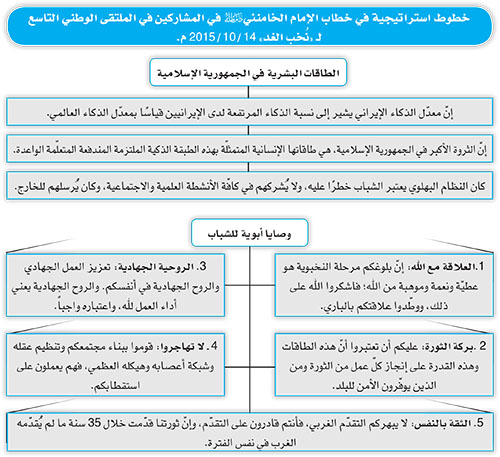 خطوط استراتيجية في خطاب الإمام الخامنئي في المشاركين في الملتقى الوطني التاسع
لـ «نُخب الغد، 14 /10 /2015 م.
الطاقات البشرية في الجمهورية الإسلامية
إنّ معدّل الذكاء الإيراني يشير إلى نسبة الذكاء المرتفعة لدى الإيرانيين قياسًا بمعدّل الذكاء العالمي.
إن الثروة الأكبر في الجمهورية الإسلامية، هي طاقاتها الإنسانية المتمثّلة بهذه الطبقة الذكية الملتزمة المندفعة المتعلّمة الواعدة.
كان النظام البهلوي يعتبر الشباب خطرًا عليه، ولا يُشركهم في كافّة الأنشطة العلمية والاجتماعية، وكان يُرسلهم للخارج.
وصايا أبوية للشباب
1.العلاقة مع الله: إنّ بلوغكم مرحلة النخبوية هو
عطيّة ونعمة وموهبة من الله؛ فاشكروا الله على
ذلك، ووطّدوا علاقتكم بالباري.
2 .بركة الثورة: عليكم أن تعتبروا أنّ هذه الطاقات
وهذه القدرة على إنجاز كلّ عمل من الثورة ومن
الذين يوفّرون الأمن للبلد.
3 .الروحية الجهادية: تعزيز العمل الجهادي
والروح الجهادية في أنفسكم. والروح الجهادية يعني
أداء العمل لله، واعتباره واجباً.
4 .لا تهاجروا: قوموا ببناء مجتمعكم وتنظيم عقله
وشبكة أعصابه وهيكله العظمي، فهم يعملون على
استقطابكم.
5 .الثقة بالنفس: لا يبهركم التقدّم الغربي، فأنتم قادرون على التقدّم، وإنّ ثورتنا قدّمت خلال 35 سنة ما لم يُقدّمه
الغرب في نفس الفترة.